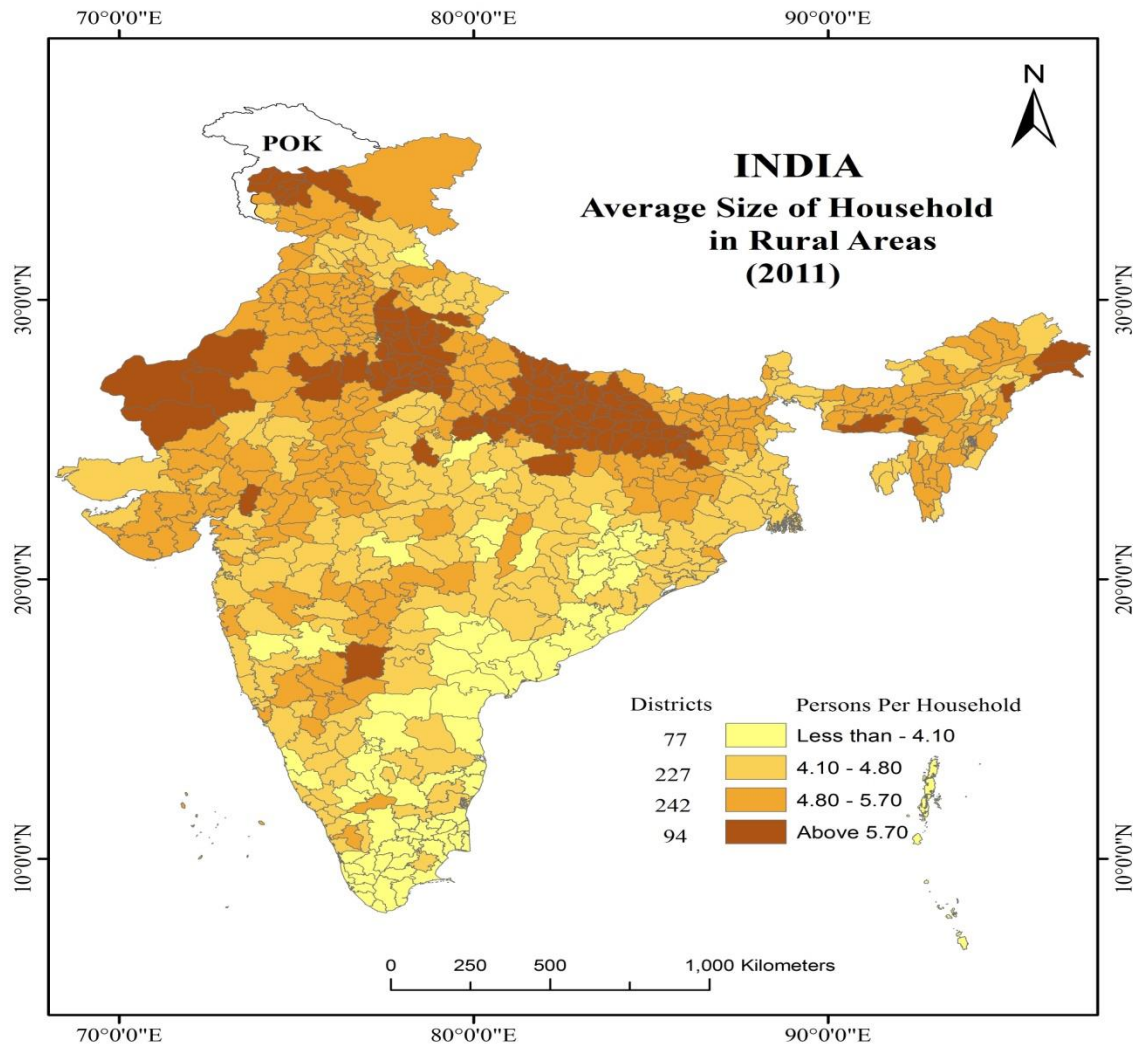 70°0'0"E 80°0'0"E 90°0'0"E
N
POK
INDIA
Average Size of Household
in Rural Areas
(2011)
30°0'0"N 30°0'0"N
20°0'0"N 20°0'0"N
Districts Persons Per Household
77 Less than - 4.10
227 4.10 - 4.80
242 4.80 - 5.70
94 Above 5.70
10°0'0"N 10°0'0"N
0 250 500 1,000 Kilometers
70°0'0"E 80°0'0"E 90°0'0"E